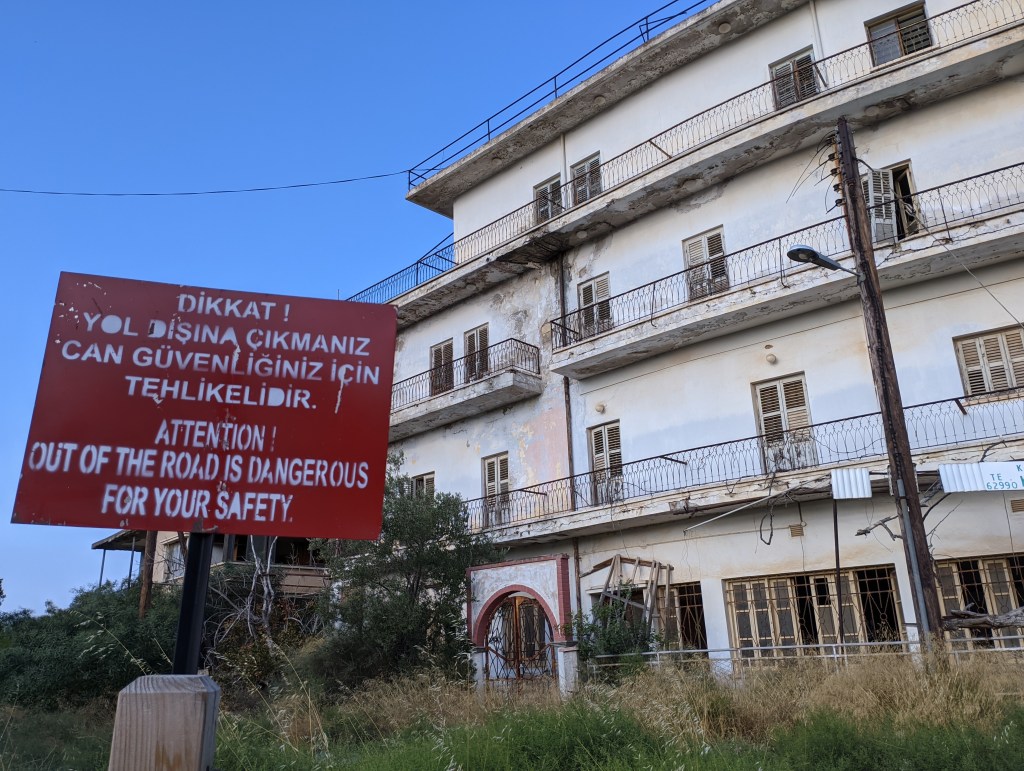 DİKKAT !
YOL DIŞINA ÇIKMANIZ
CAN GÜVENLİĞİNİZ İÇİN
TEHLİKELİDİR.
ATTENTION !
OUT OF THE ROAD IS DANGEROUS
FOR YOUR SAFETY.
K
TE
62990